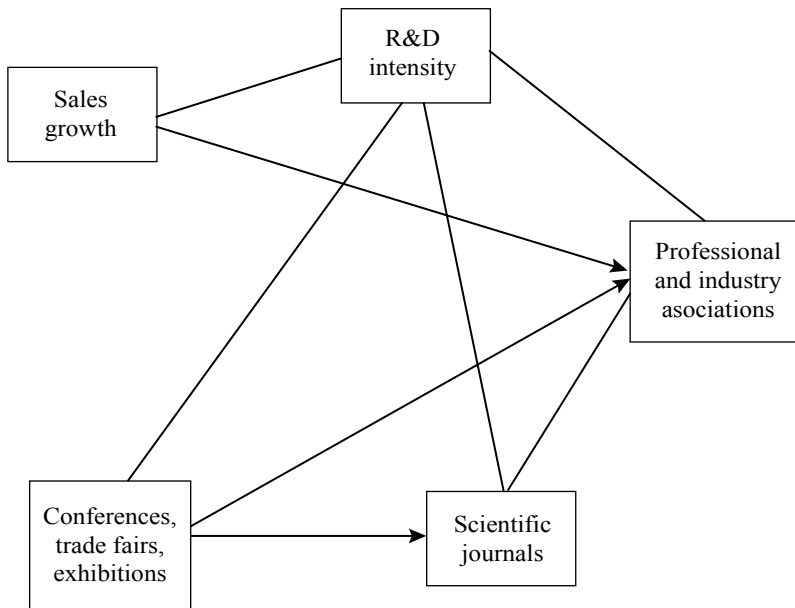 R&D
intensity
Sales
growth
Professional
and industry
asociations
Conferences,
trade fairs,
exhibitions
Scientific
journals